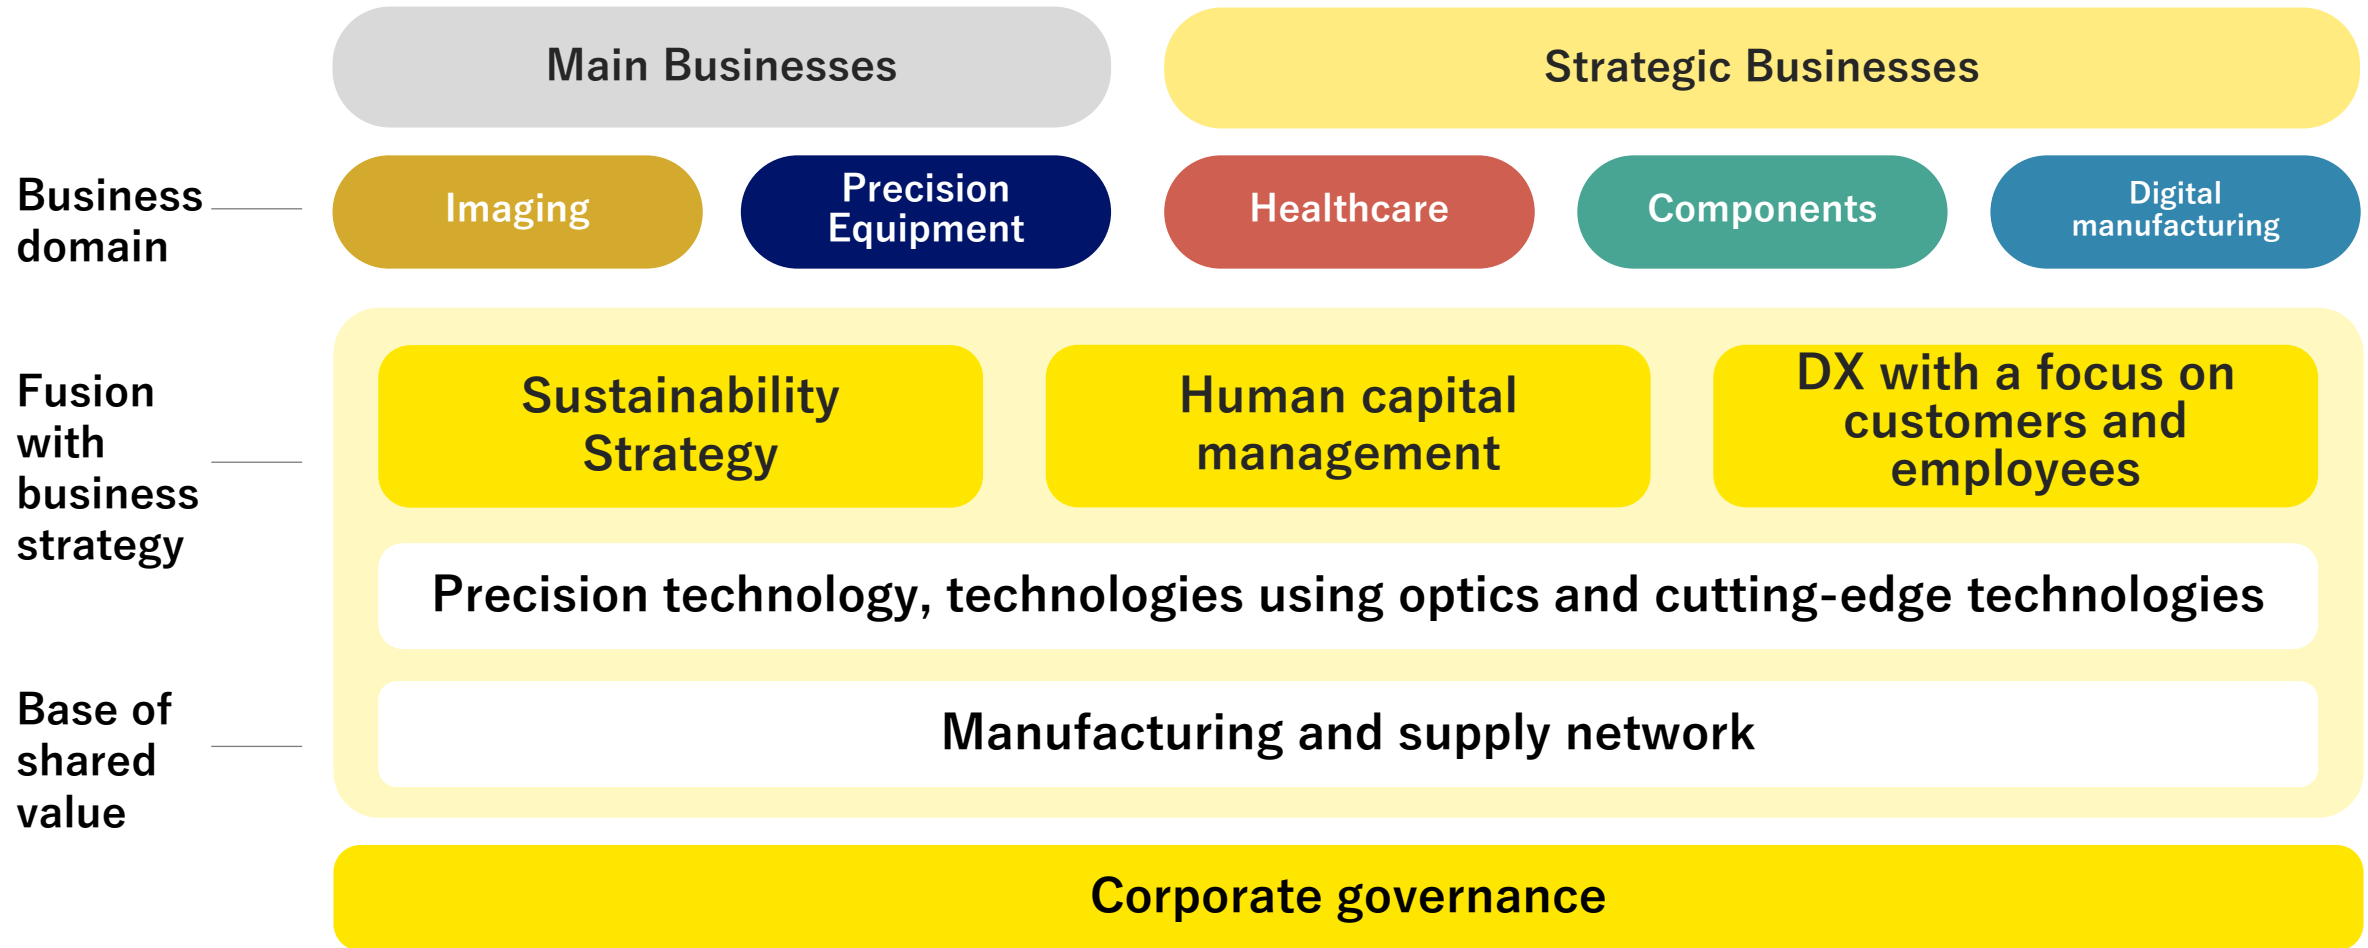 Main Businesses
Strategic Businesses
Business
domain
Imaging
Precision
Equipment
Healthcare
Components
Digital
manufacturing
Fusion
with
business
strategy
Sustainability
Strategy
Human capital
management
DX with a focus on
customers and
employees
Precision technology, technologies using optics and cutting-edge technologies
Base of
shared
value
Manufacturing and supply network
Corporate governance